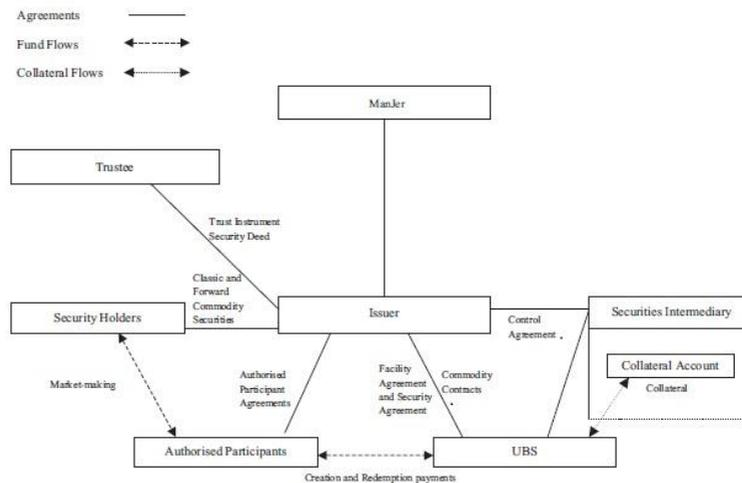 Agreements
Fund Flows
Collateral Flows
ManJer
Trustee
Trust Instrument
Security Deed
Classic and
Forward
Commodity
Securities
Security Holders
Issuer
Securities Intermediary
Control
Agreement
Collateral Account
Collateral
Market-making
Authorised
Participant
Agreements
Facility
Agreement
and Security
Agreement
Commodity
Contracts
Authorised Participants
UBS
Creation and Redemption payments